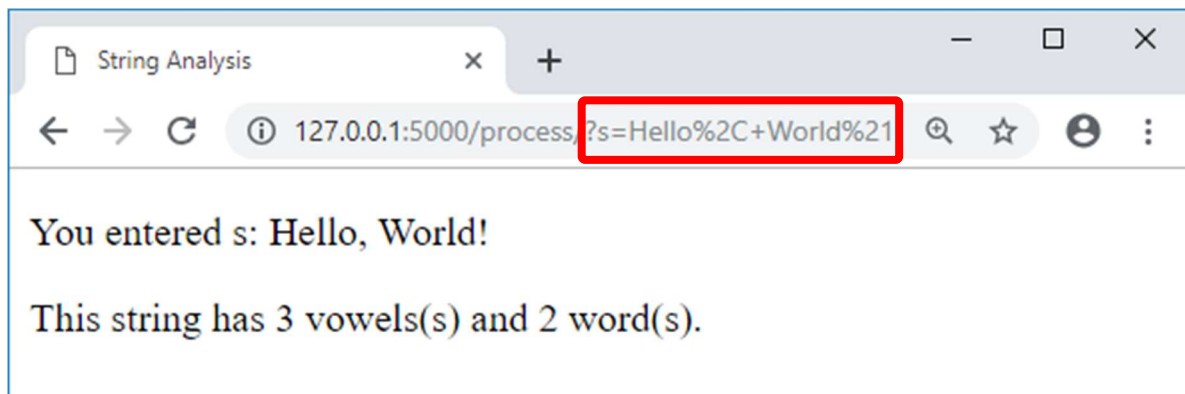 String Analysis
127.0.0.1:5000/process/?s=Hello%2C+World%21
You entered s: Hello, World!
This string has 3 vowels(s) and 2 word(s).